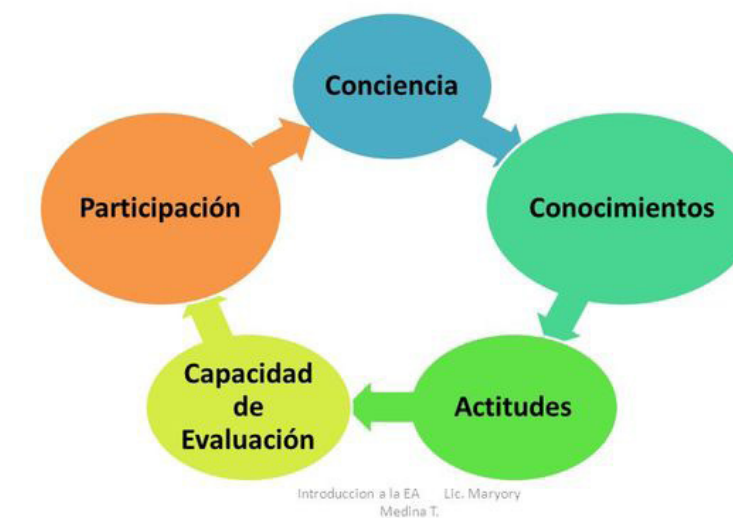 Conciencia
Conocimientos
Actitudes
Capacidad
de
Evaluación
Participación
Introduccion a la EA Lic. Maryory
Medina T.